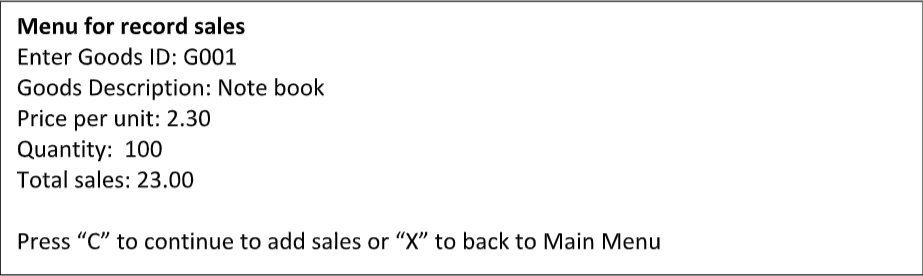 Menu for record sales
Enter Goods ID: G001
Goods Description: Note book
Price per unit: 2.30
Quantity:  100
Total sales: 23.00
Press “C” to continue to add sales or “X” to back to Main Menu